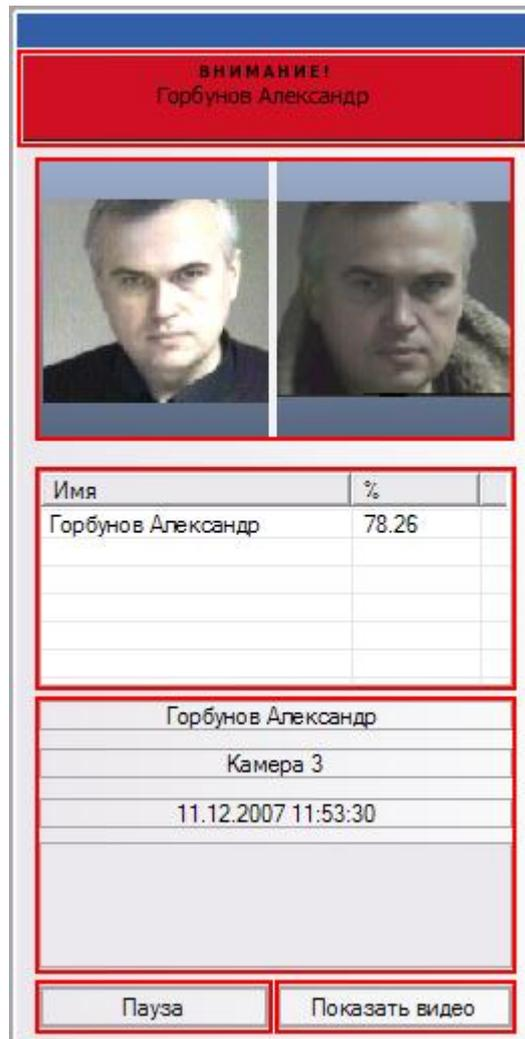 ВНИМАНИЕ!
Горбунов Александр
Имя %
Горбунов Александр 78.26
Горбунов Александр
Камера 3
11.12.2007 11:53:30
Пауза Показать видео